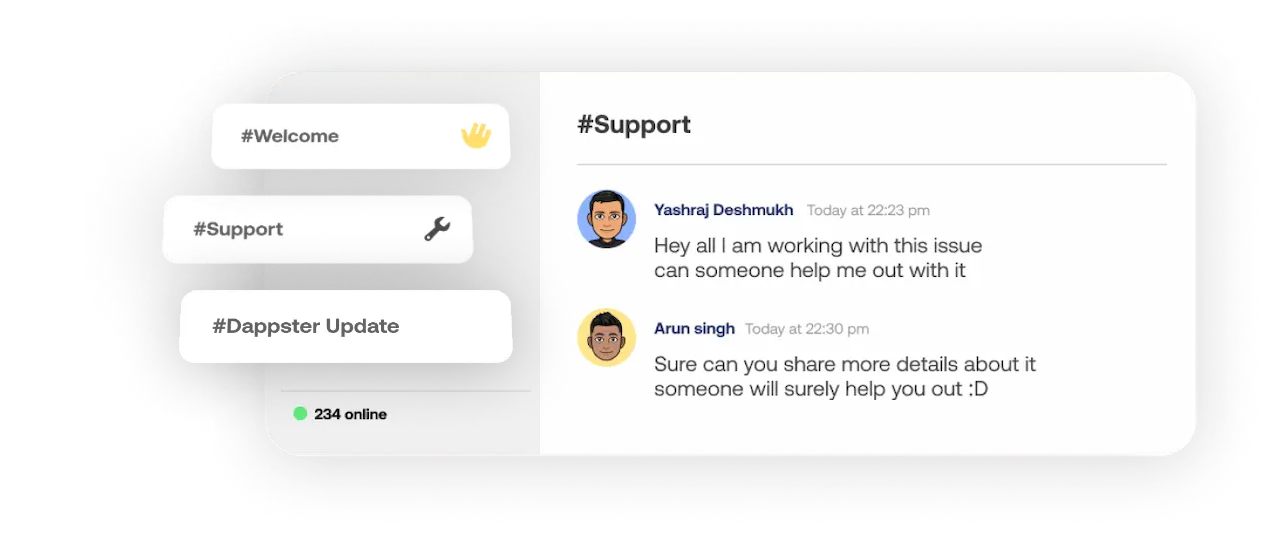 #Welcome
#Support
#Dappster Update
234 online
#Support
Yashraj Deshmukh Today at 22:23 pm
Hey all I am working with this issue
can someone help me out with it
Arun singh Today at 22:30 pm
Sure can you share more details about it
someone will surely help you out :D